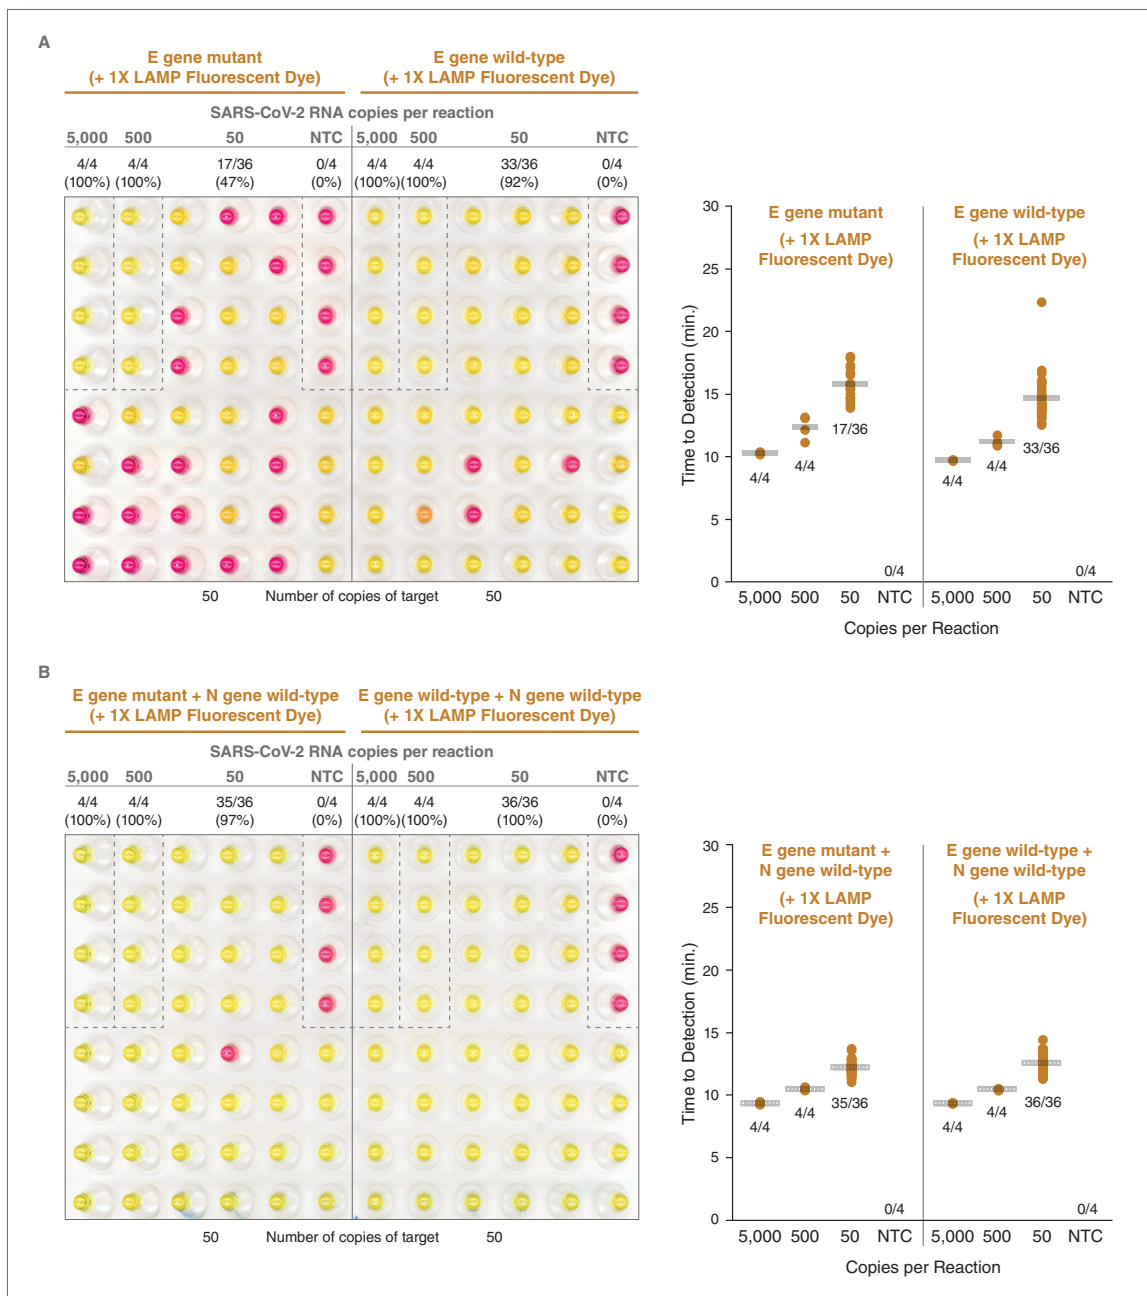 A
E gene mutant
(+ 1X LAMP Fluorescent Dye)
E gene wild-type
(+ 1X LAMP Fluorescent Dye)
SARS-CoV-2 RNA copies per reaction
5,000 500 50 NTC 5,000 500 50 NTC
4/4 4/4 17/36 0/4 4/4 4/4 33/36 0/4
(100%) (100%) (47%) (0%) (100%) (100%) (92%) (0%)
50 Number of copies of target 50
Time to Detection (min.)
30
25
20
15
10
5
0
E gene mutant
(+ 1X LAMP
Fluorescent Dye)
E gene wild-type
(+ 1X LAMP
Fluorescent Dye)
4/4
4/4
17/36
0/4
4/4
4/4
33/36
0/4
5,000 500 50 NTC 5,000 500 50 NTC
Copies per Reaction
B
E gene mutant + N gene wild-type
(+ 1X LAMP Fluorescent Dye)
E gene wild-type + N gene wild-type
(+ 1X LAMP Fluorescent Dye)
SARS-CoV-2 RNA copies per reaction
5,000 500 50 NTC 5,000 500 50 NTC
4/4 4/4 35/36 0/4 4/4 4/4 36/36 0/4
(100%) (100%) (97%) (0%) (100%) (100%) (100%) (0%)
50 Number of copies of target 50
Time to Detection (min.)
30
25
20
15
10
5
0
E gene mutant +
N gene wild-type
(+ 1X LAMP
Fluorescent Dye)
E gene wild-type +
N gene wild-type
(+ 1X LAMP
Fluorescent Dye)
4/4
4/4
35/36
0/4
4/4
4/4
36/36
0/4
5,000 500 50 NTC 5,000 500 50 NTC
Copies per Reaction